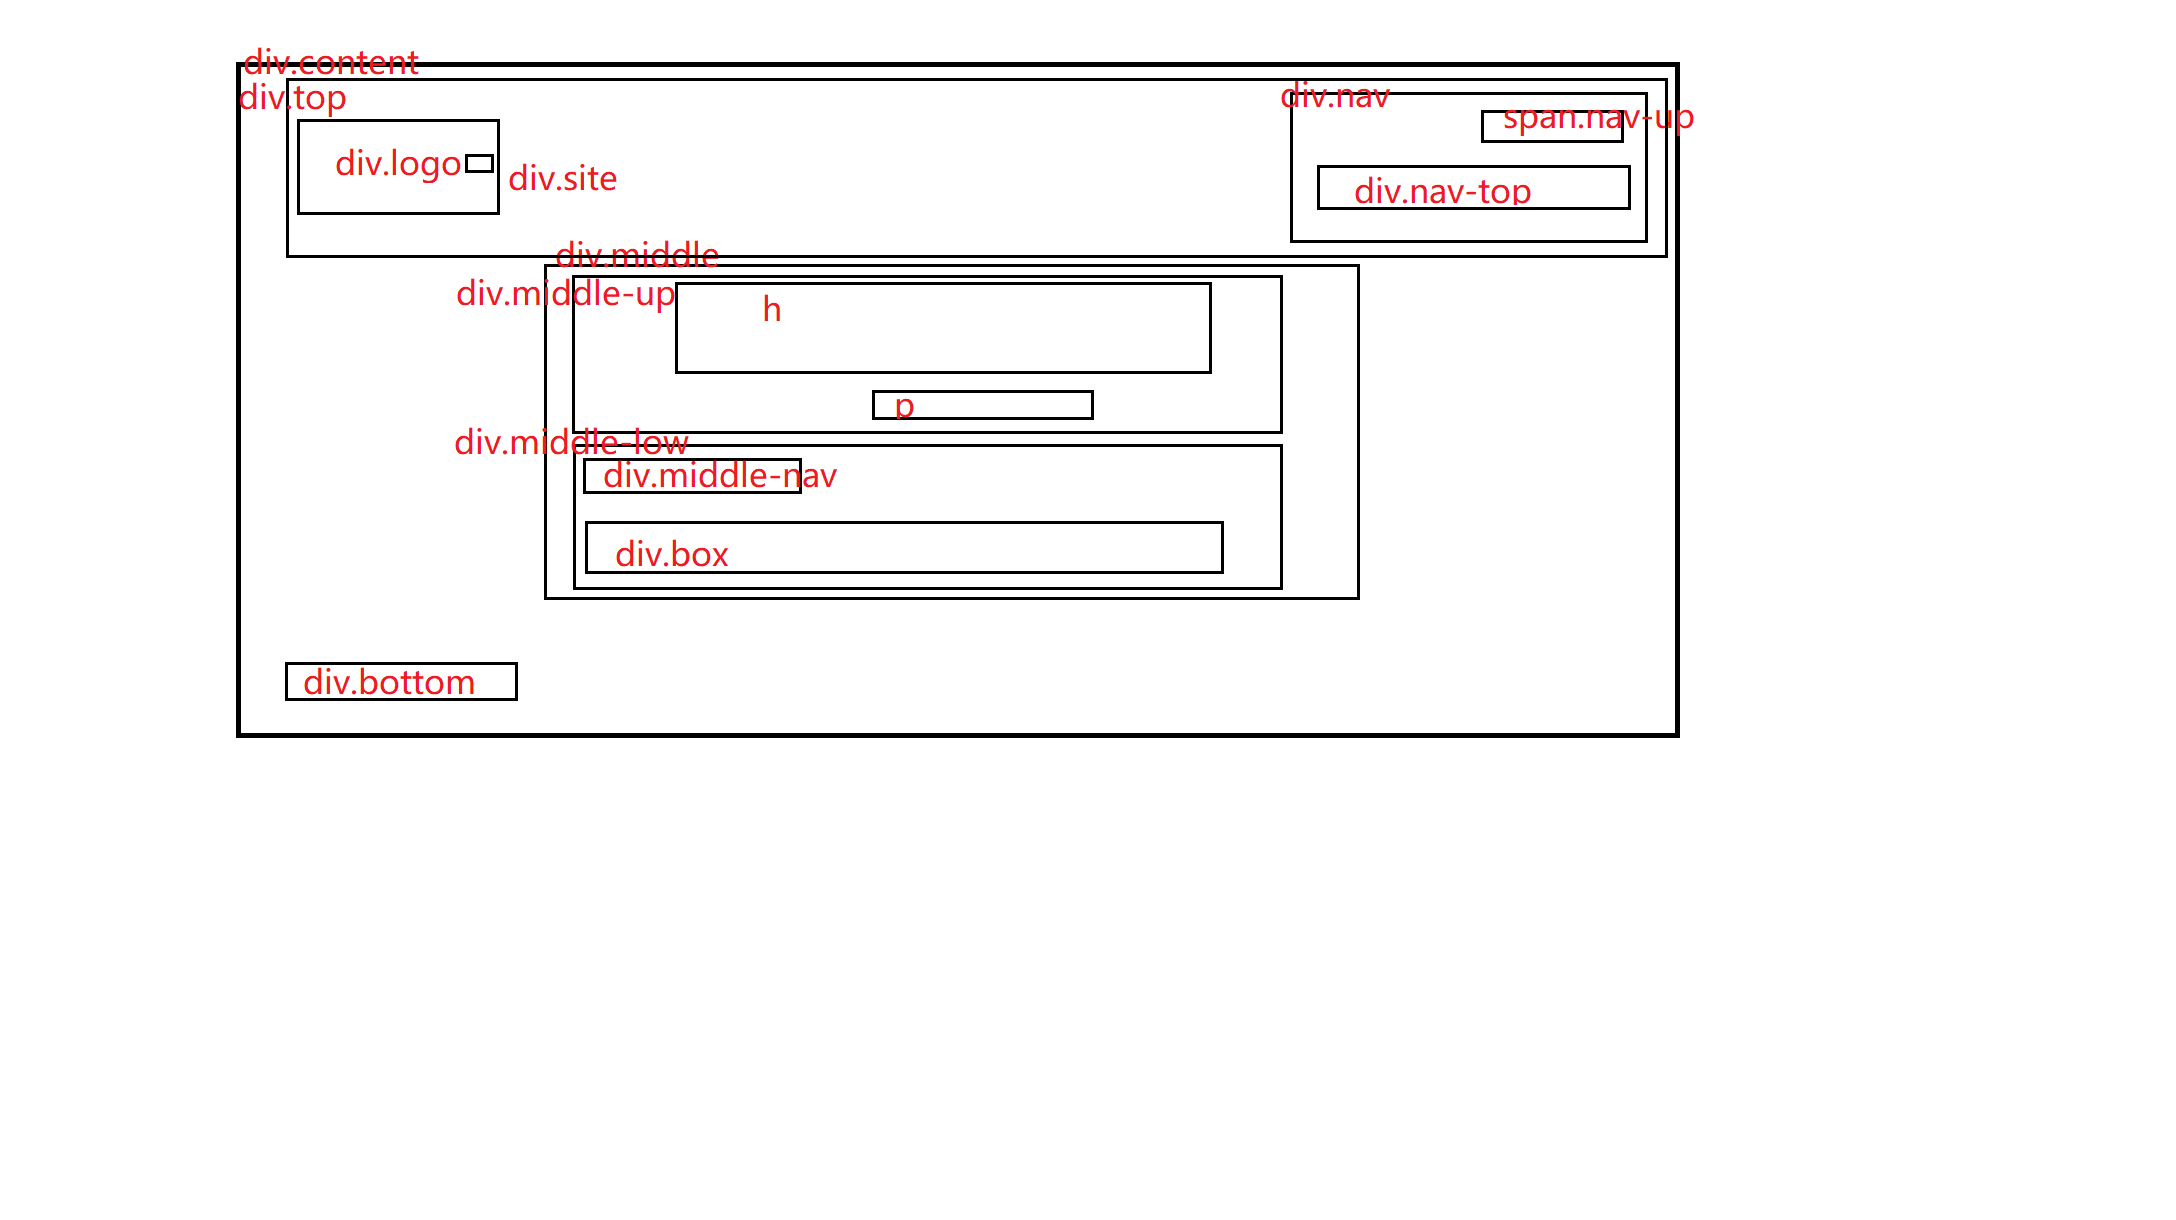 div.content
div.top
div.nav
span.nav-up
div.logo
div.site
div.nav-top
div.middle
div.middle-up
h
p
div.middle-low
div.middle-nav
div.box
div.bottom